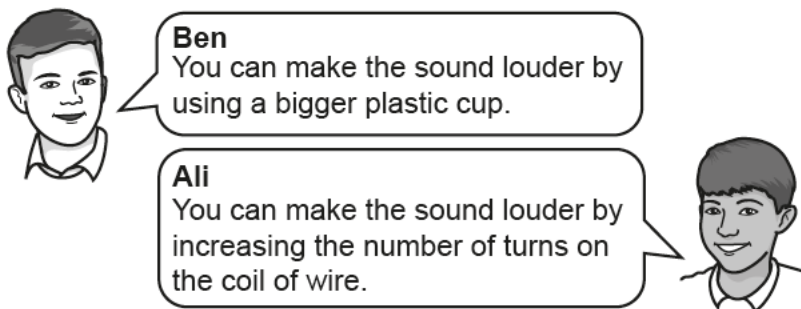 Ben
You can make the sound louder by
using a bigger plastic cup.
Ali
You can make the sound louder by
increasing the number of turns on
the coil of wire.